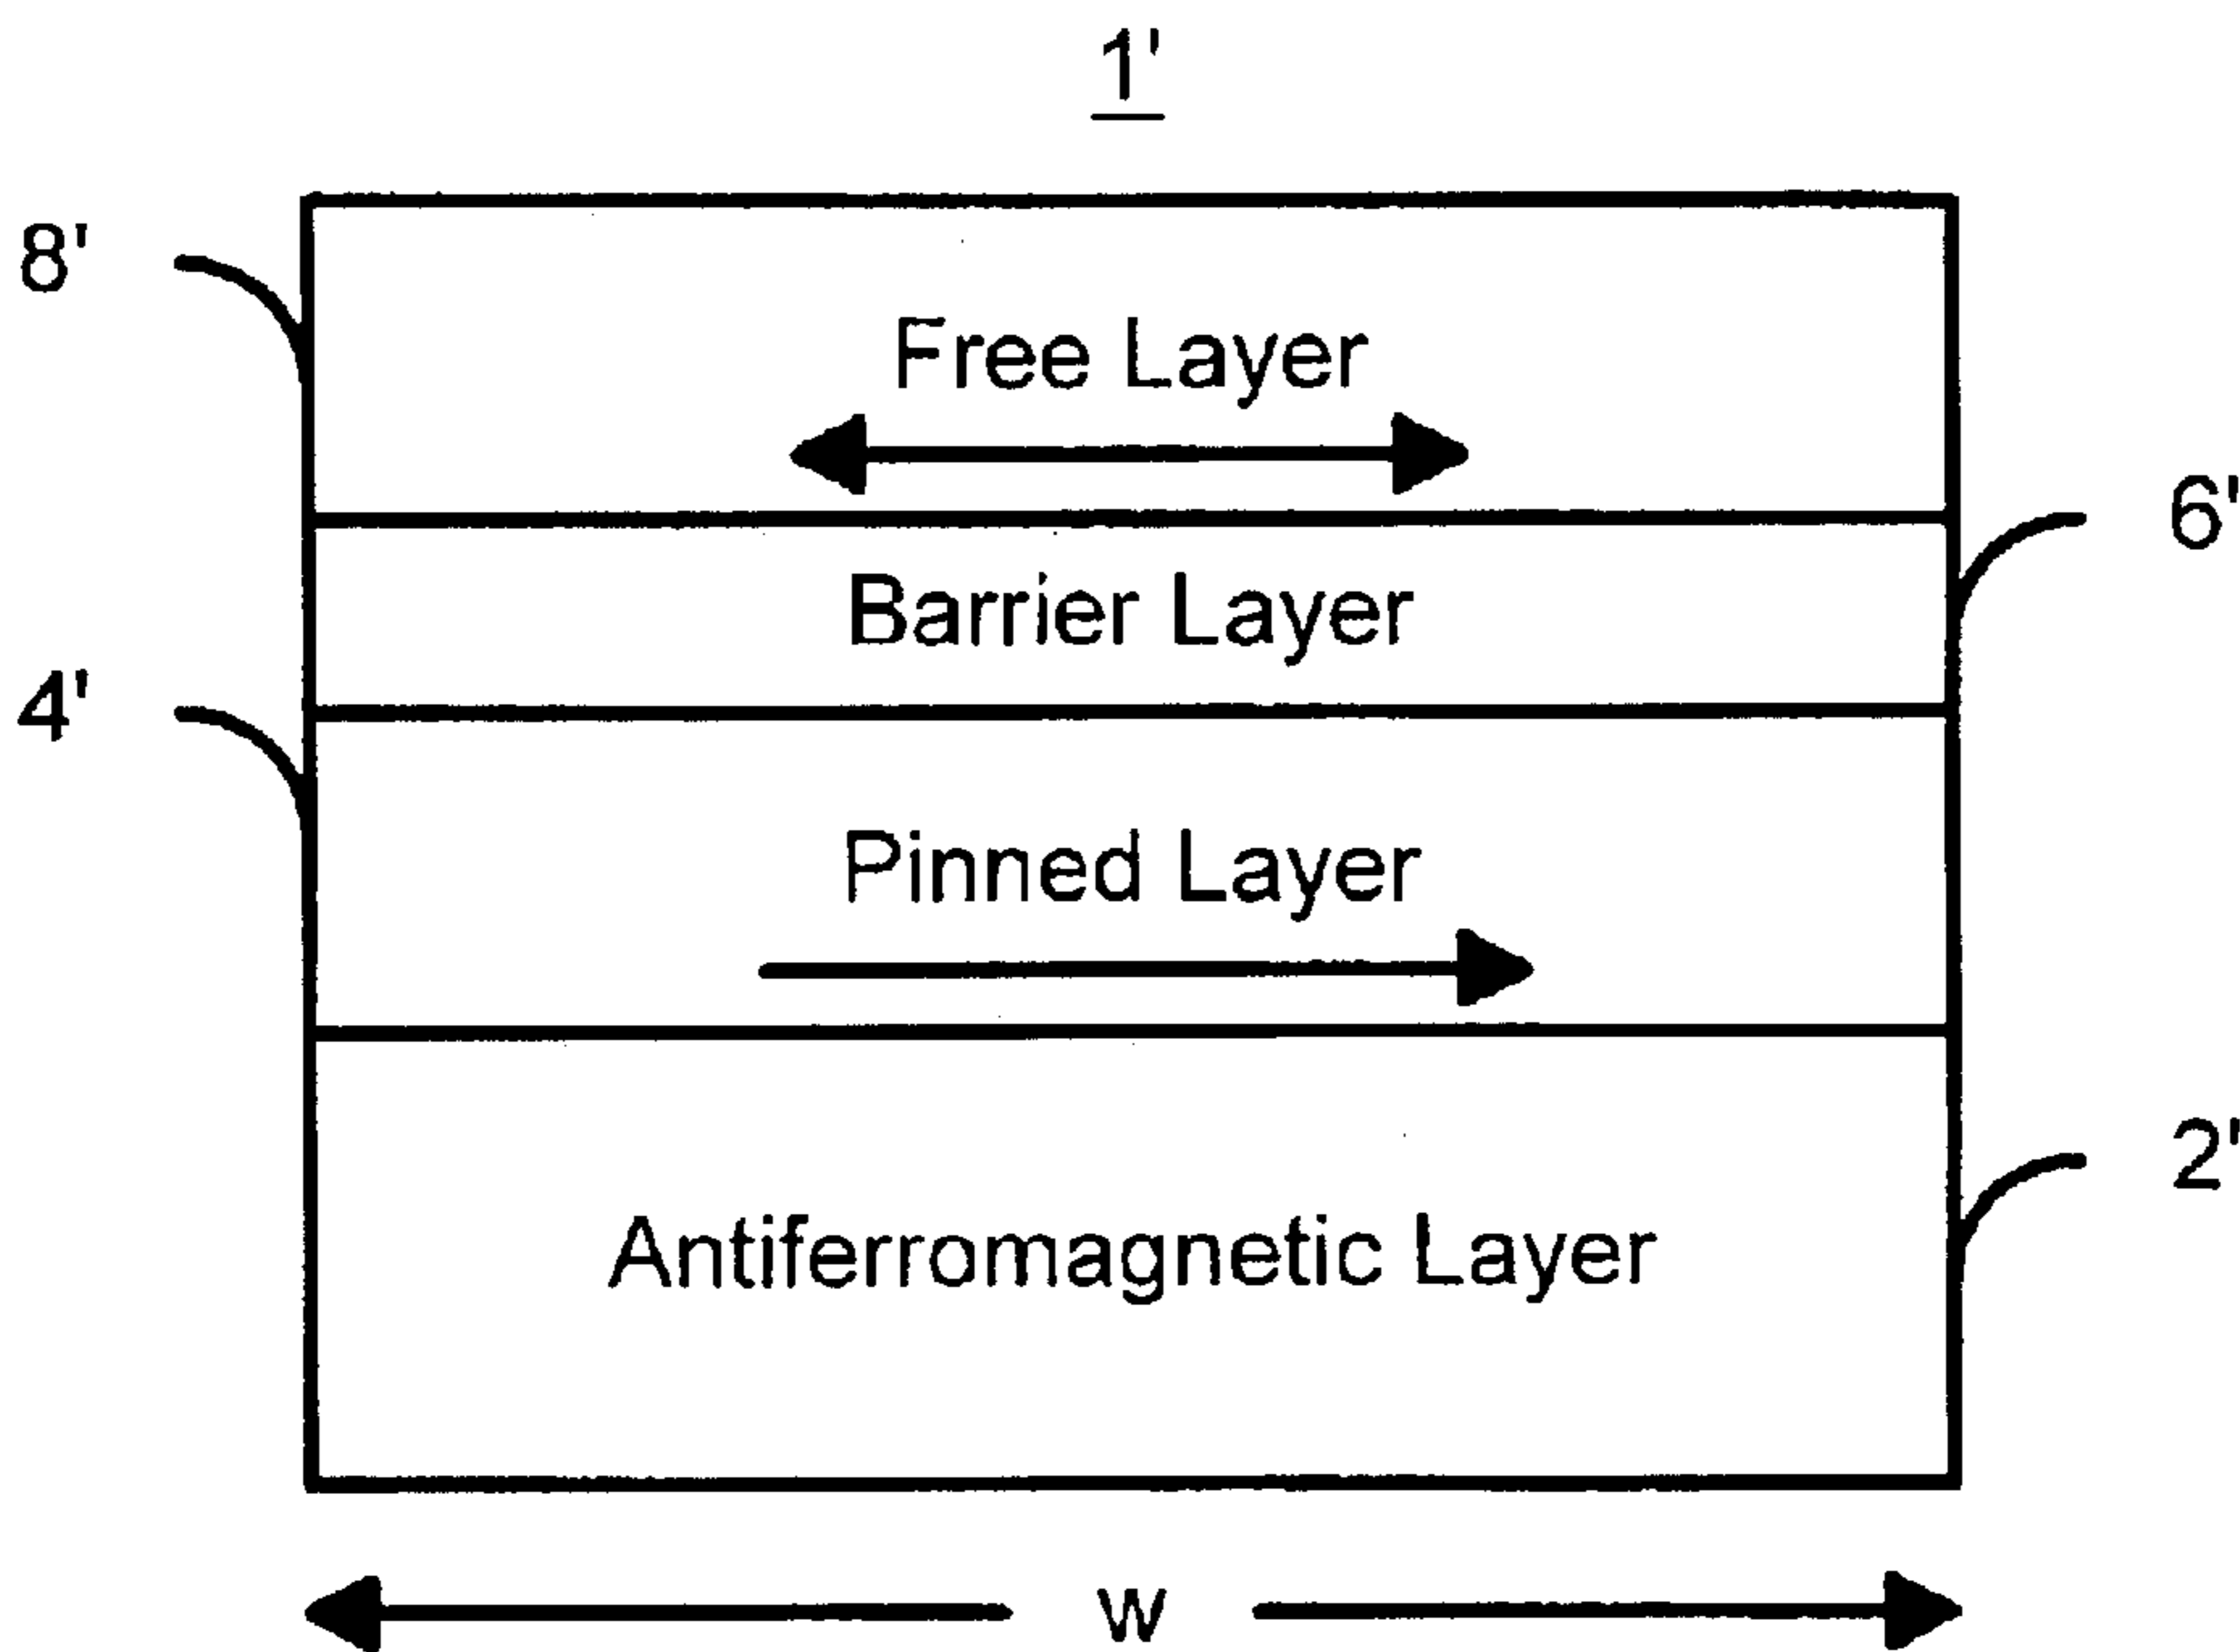 1'
8'
Free Layer
6'
Barrier Layer
4'
Pinned Layer
2'
Antiferromagnetic Layer
w